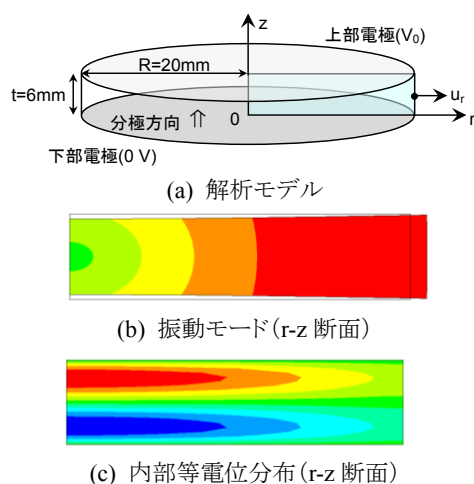 z
上部電極(V₀)
R=20mm
t=6mm
uᵣ
分極方向 ⇑ 0
r
下部電極(0 V)
(a) 解析モデル
(b) 振動モード(r-z 断面)
(c) 内部等電位分布(r-z 断面)